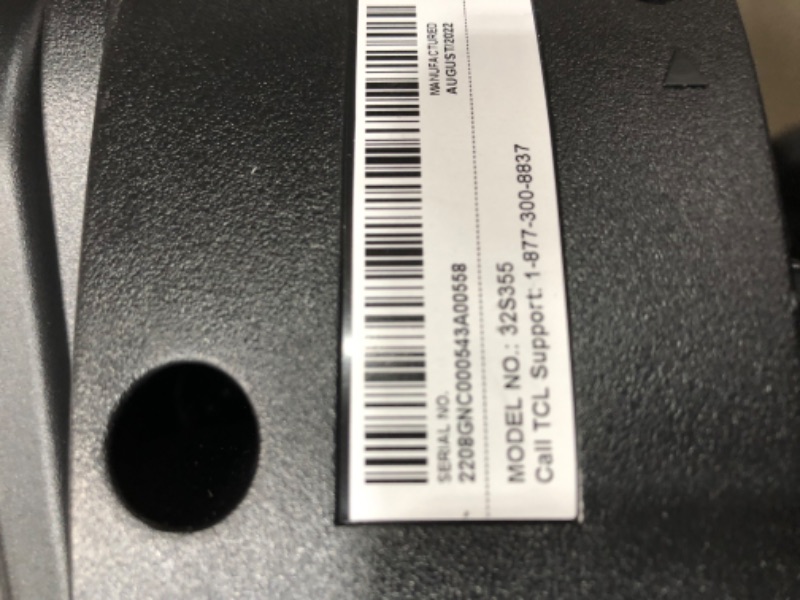 SERIAL NO.
2208GNC000543A00558
MANUFACTURED
AUGUST/2022
MODEL NO.: 32S355
Call TCL Support: 1-877-300-8837